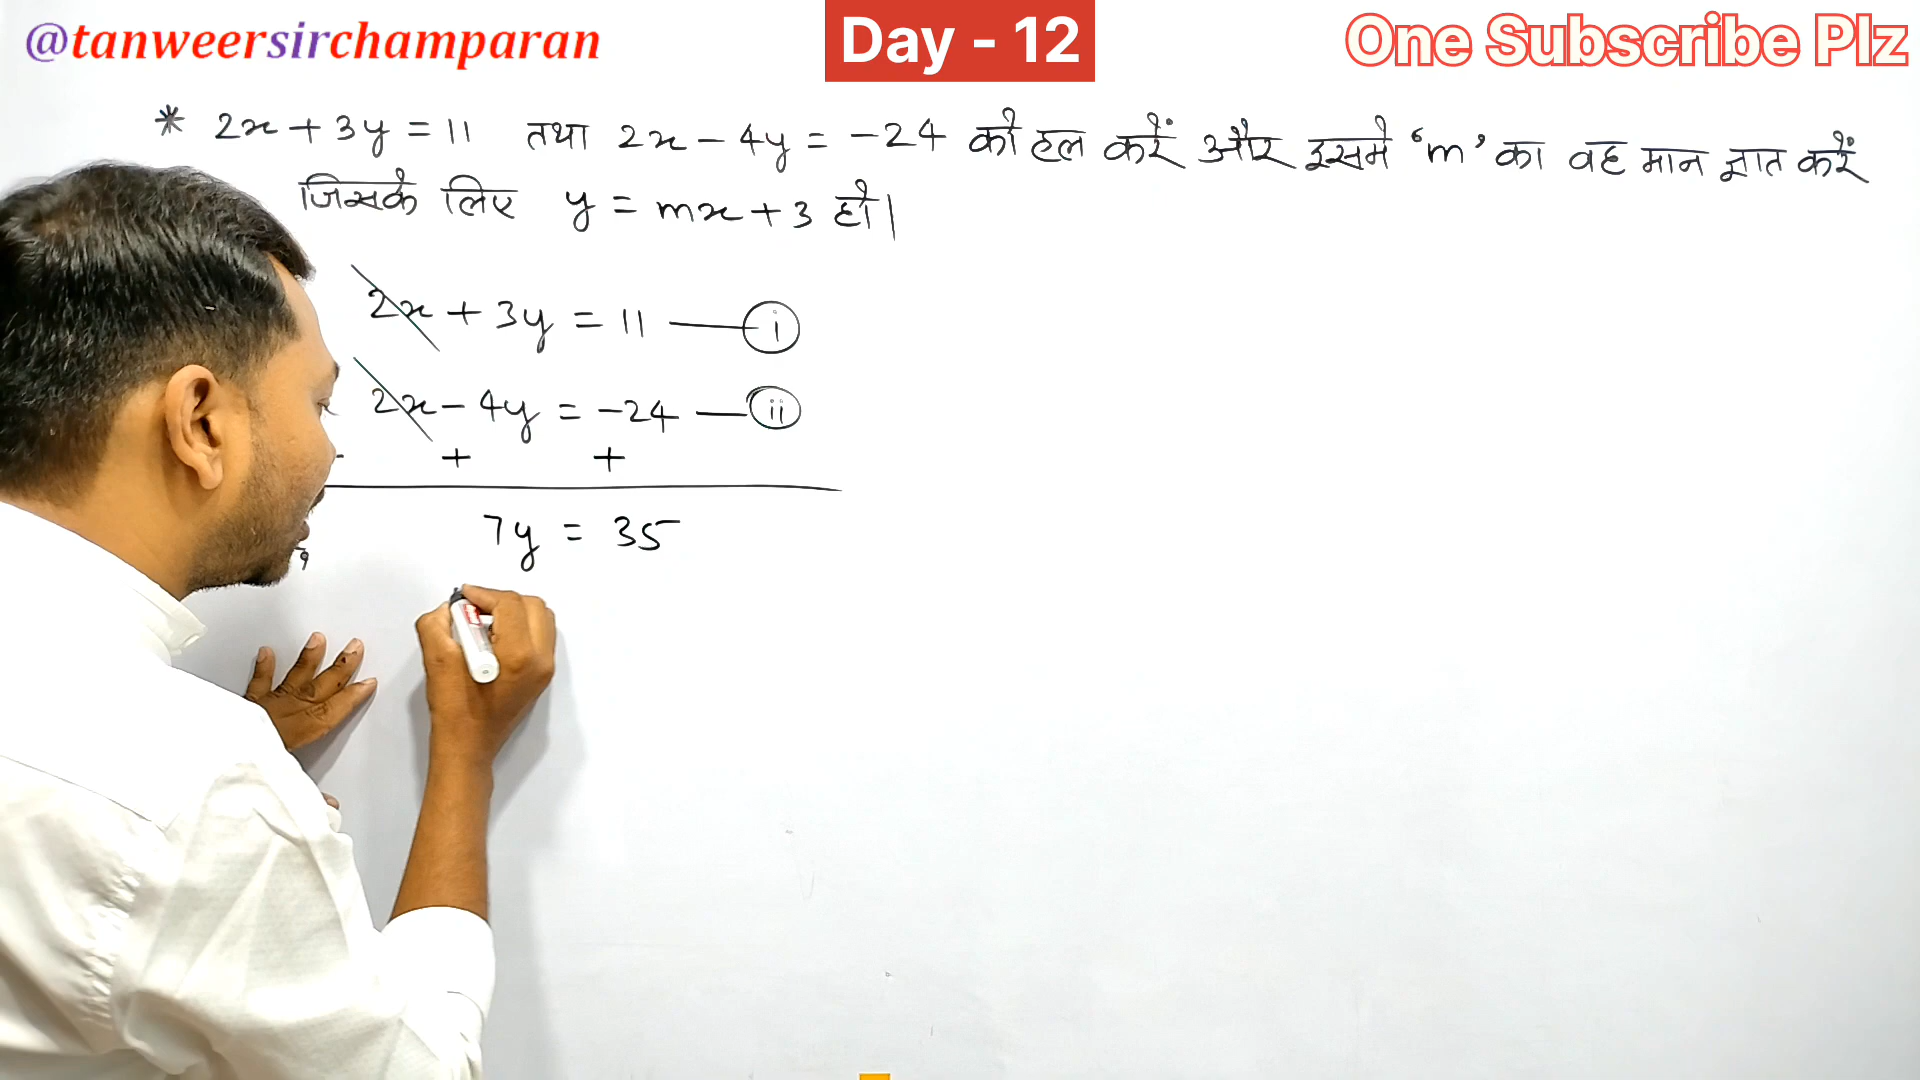 @tanweersirchamparan
Day - 12
One Subscribe Plz
* 2x + 3y = 11 तथा 2x - 4y = -24 को हल करें और इसमें 'm' का वह मान ज्ञात करें
जिसके लिए y = mx + 3 हो।
2x + 3y = 11 — i
2x - 4y = -24 — ii
- + +
7y = 35